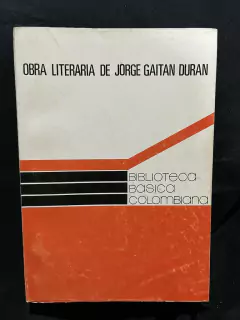 OBRA LITERARIA DE JORGE GAITAN DURAN
BIBLIOTECA
BASICA
COLOMBIANA